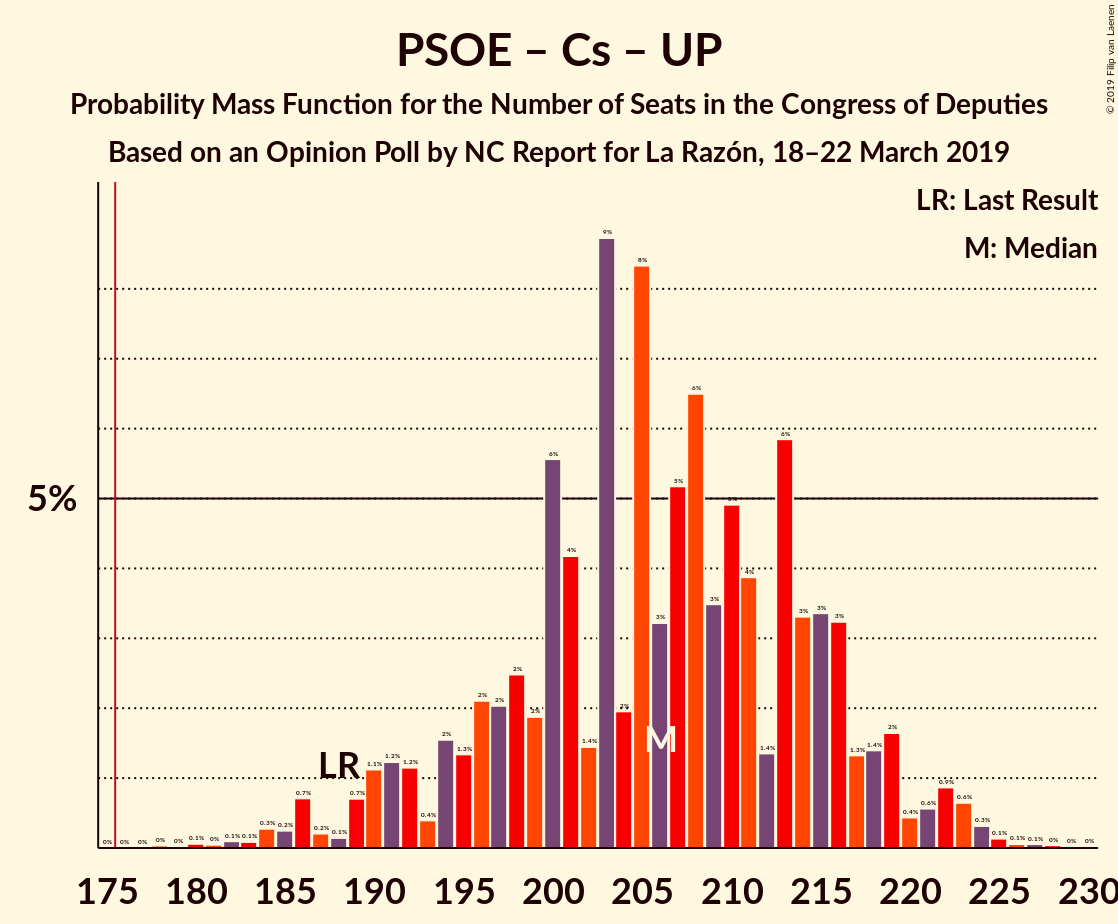 PSOE – Cs – UP
Probability Mass Function for the Number of Seats in the Congress of Deputies
Based on an Opinion Poll by NC Report for La Razón, 18–22 March 2019
© 2019 Filip van Laenen
LR: Last Result
M: Median
5%
0% 0% 0% 0% 0% 0.1% 0% 0.1% 0.1% 0.3% 0.2% 0.7% 0.2% 0.1% 0.7% 1.1% 1.2% 1.2% 0.4% 2% 1.3% 2% 2% 2% 2% 6% 4% 1.4% 9% 2% 8% 3% 5% 6% 3% 5% 4% 1.4% 6% 3% 3% 3% 1.3% 1.4% 2% 0.4% 0.6% 0.9% 0.6% 0.3% 0.1% 0.1% 0.1% 0% 0% 0%
LR
M
175 180 185 190 195 200 205 210 215 220 225 230